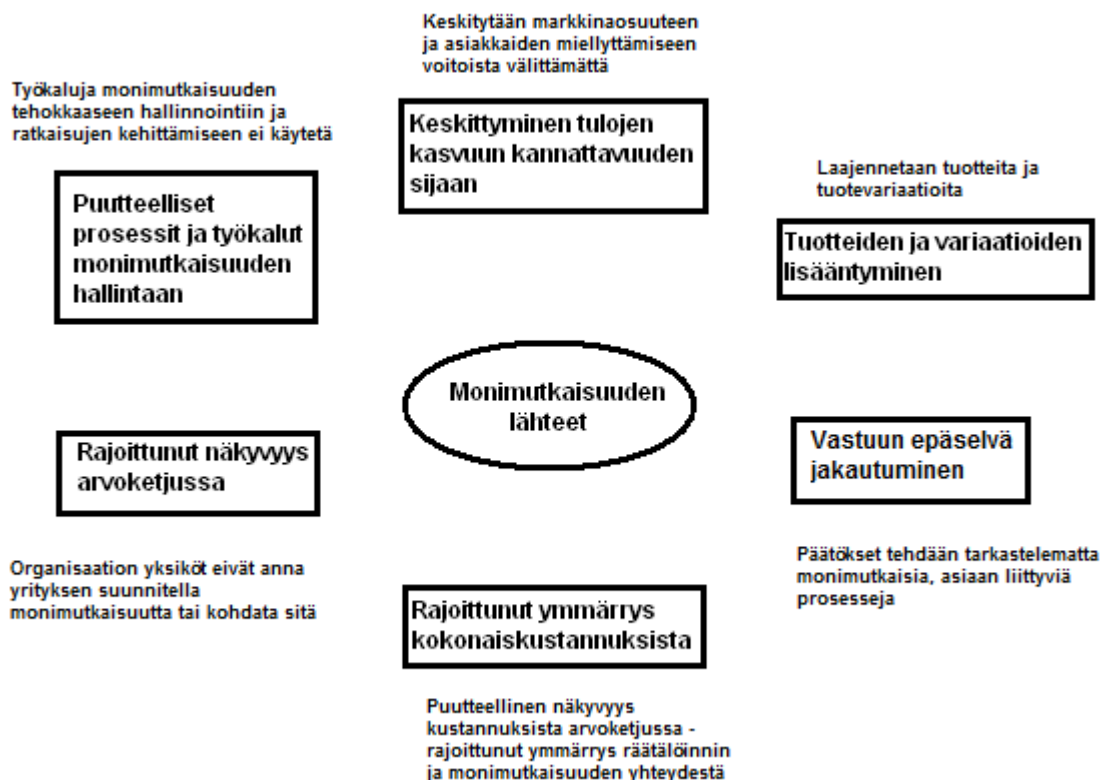 Keskitytään markkinaosuuteen
ja asiakkaiden miellyttämiseen
voitoista välittämättä
Keskittyminen tulojen
kasvuun kannattavuuden
sijaan
Työkaluja monimutkaisuuden
tehokkaaseen hallinnointiin ja
ratkaisujen kehittämiseen ei käytetä
Puutteelliset
prosessit ja työkalut
monimutkaisuuden
hallintaan
Laajennetaan tuotteita ja
tuotevariaatioita
Tuotteiden ja variaatioiden
lisääntyminen
Monimutkaisuuden
lähteet
Rajoittunut näkyvyys
arvoketjussa
Organisaation yksiköt eivät anna
yrityksen suunnitella
monimutkaisuutta tai kohdata sitä
Vastuun epäselvä
jakautuminen
Päätökset tehdään tarkastelematta
monimutkaisia, asiaan liittyviä
prosesseja
Rajoittunut ymmärrys
kokonaiskustannuksista
Puutteellinen näkyvyys
kustannuksista arvoketjussa -
rajoittunut ymmärrys räätälöinnin
ja monimutkaisuuden yhteydestä